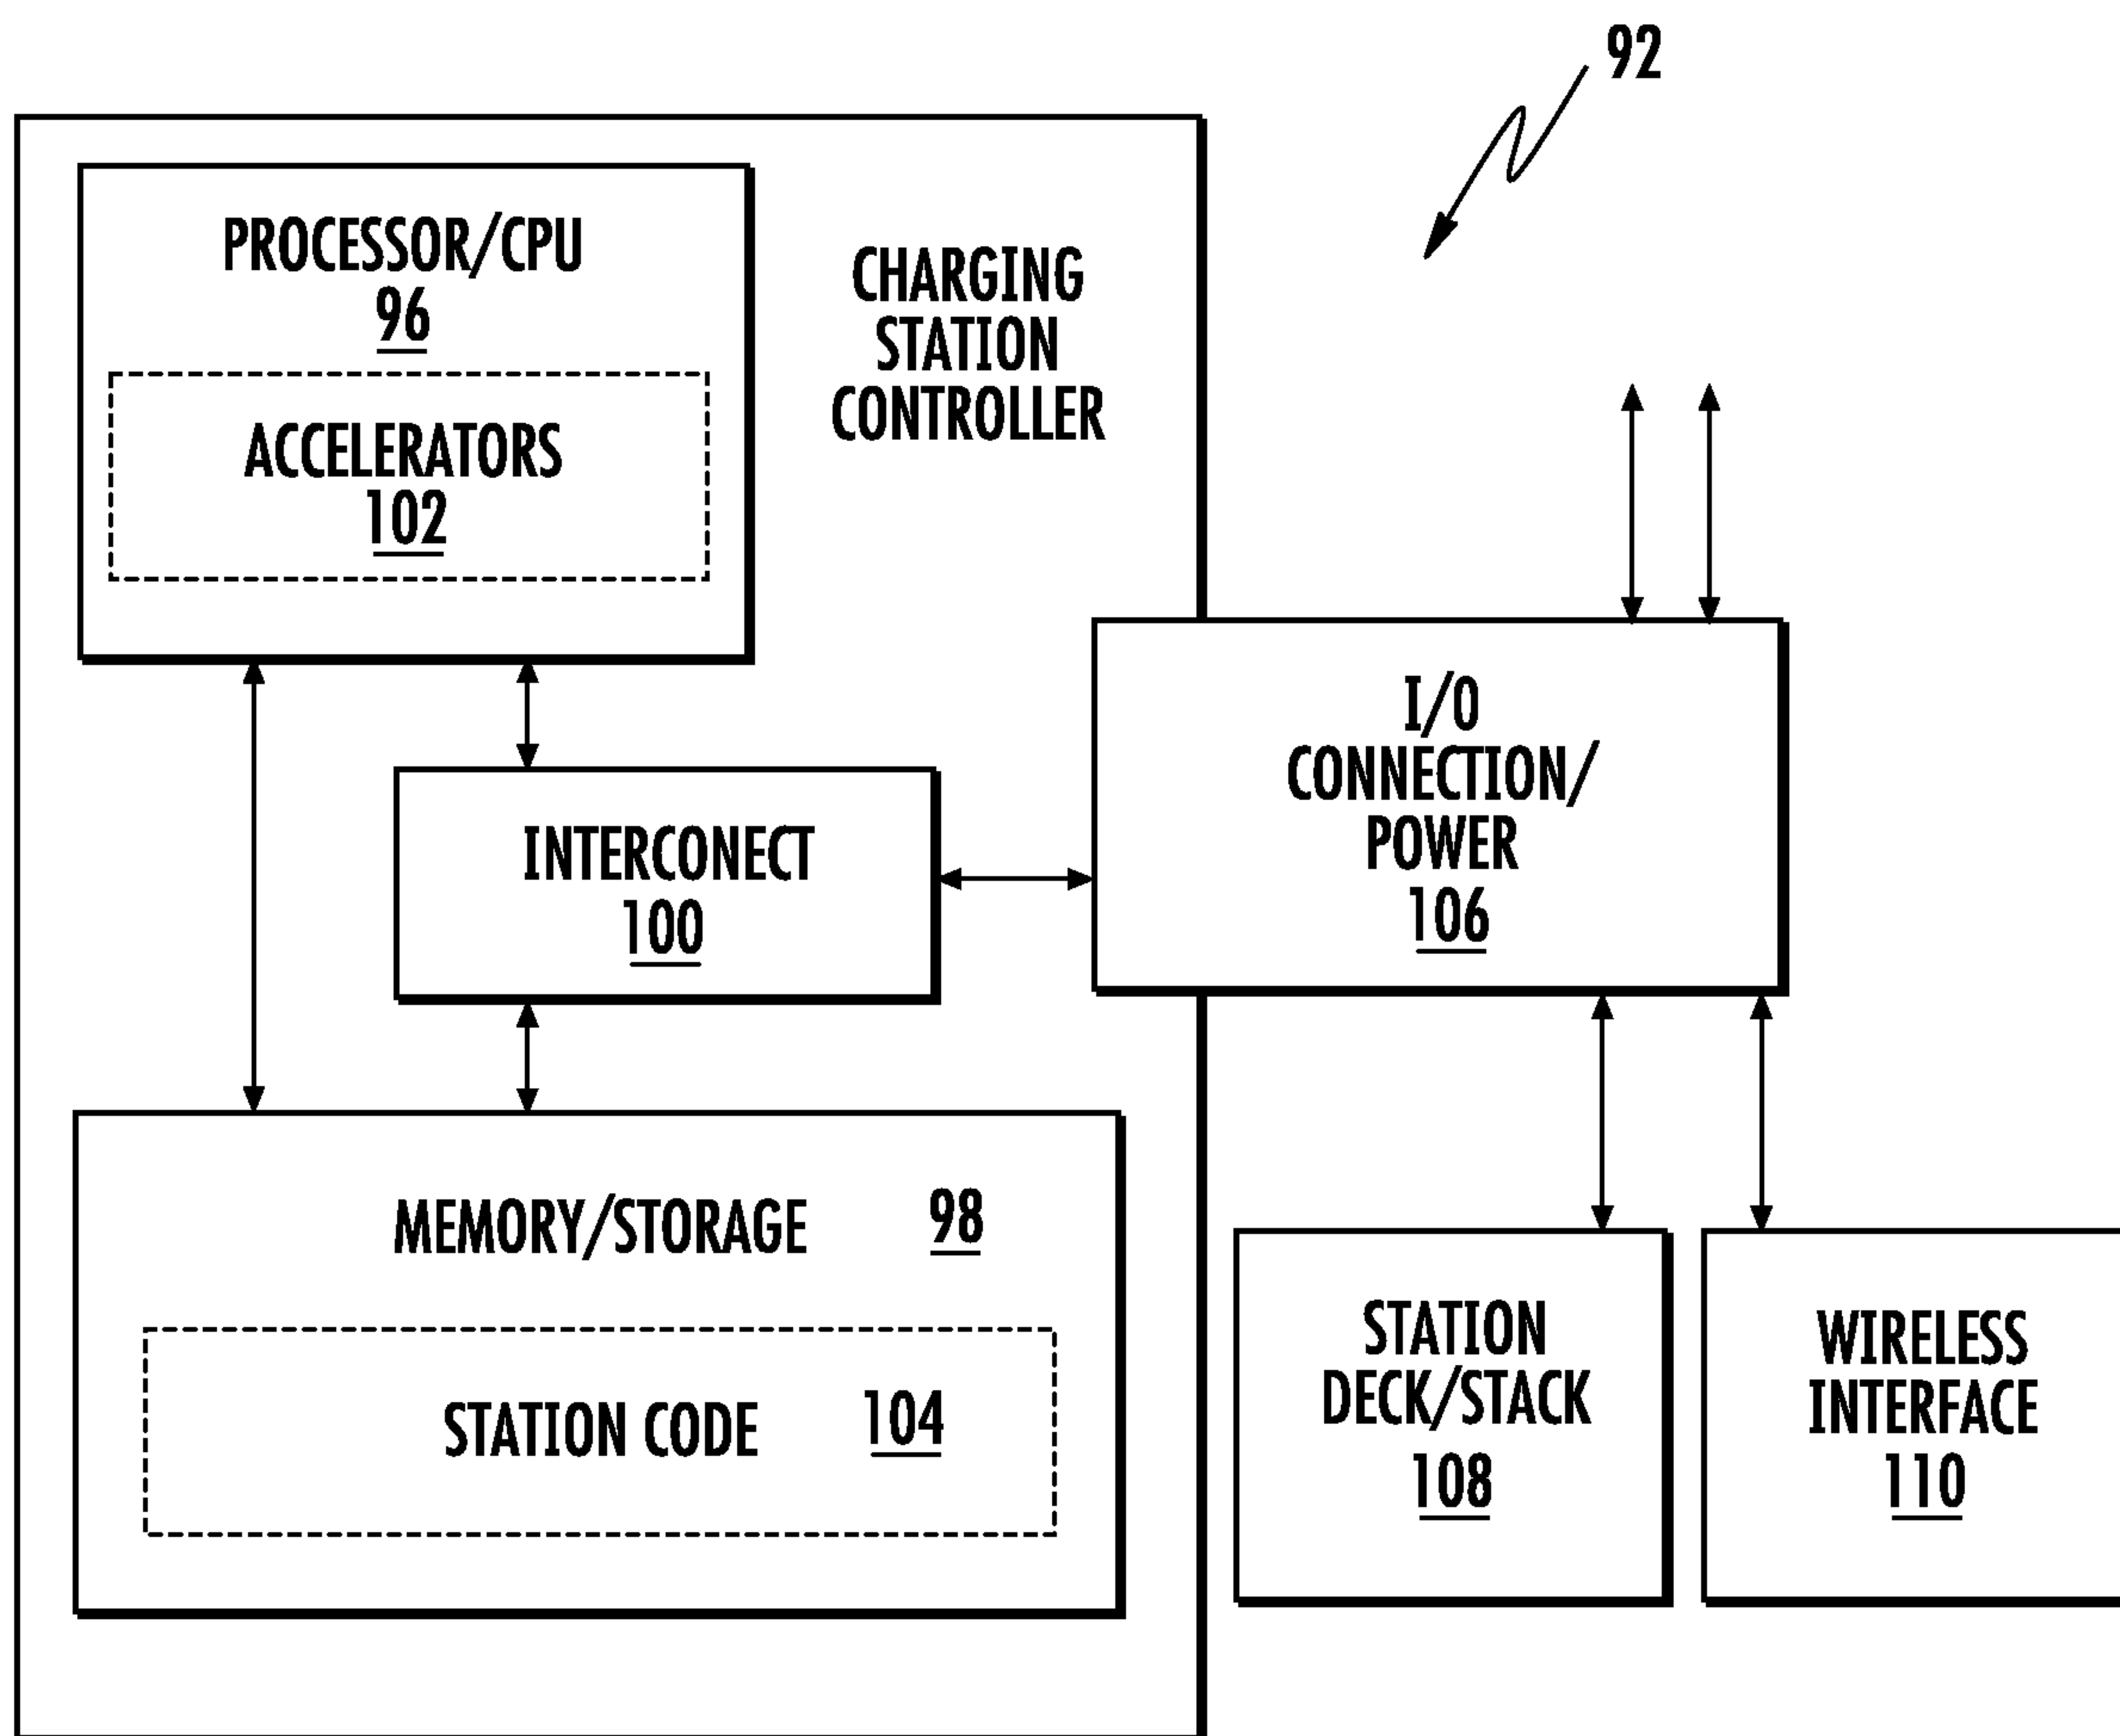 92
PROCESSOR/CPU
96
ACCELERATORS
102
CHARGING
STATION
CONTROLLER
I/O
CONNECTION/
POWER
106
INTERCONECT
100
MEMORY/STORAGE 98
STATION CODE 104
STATION
DECK/STACK
108
WIRELESS
INTERFACE
110